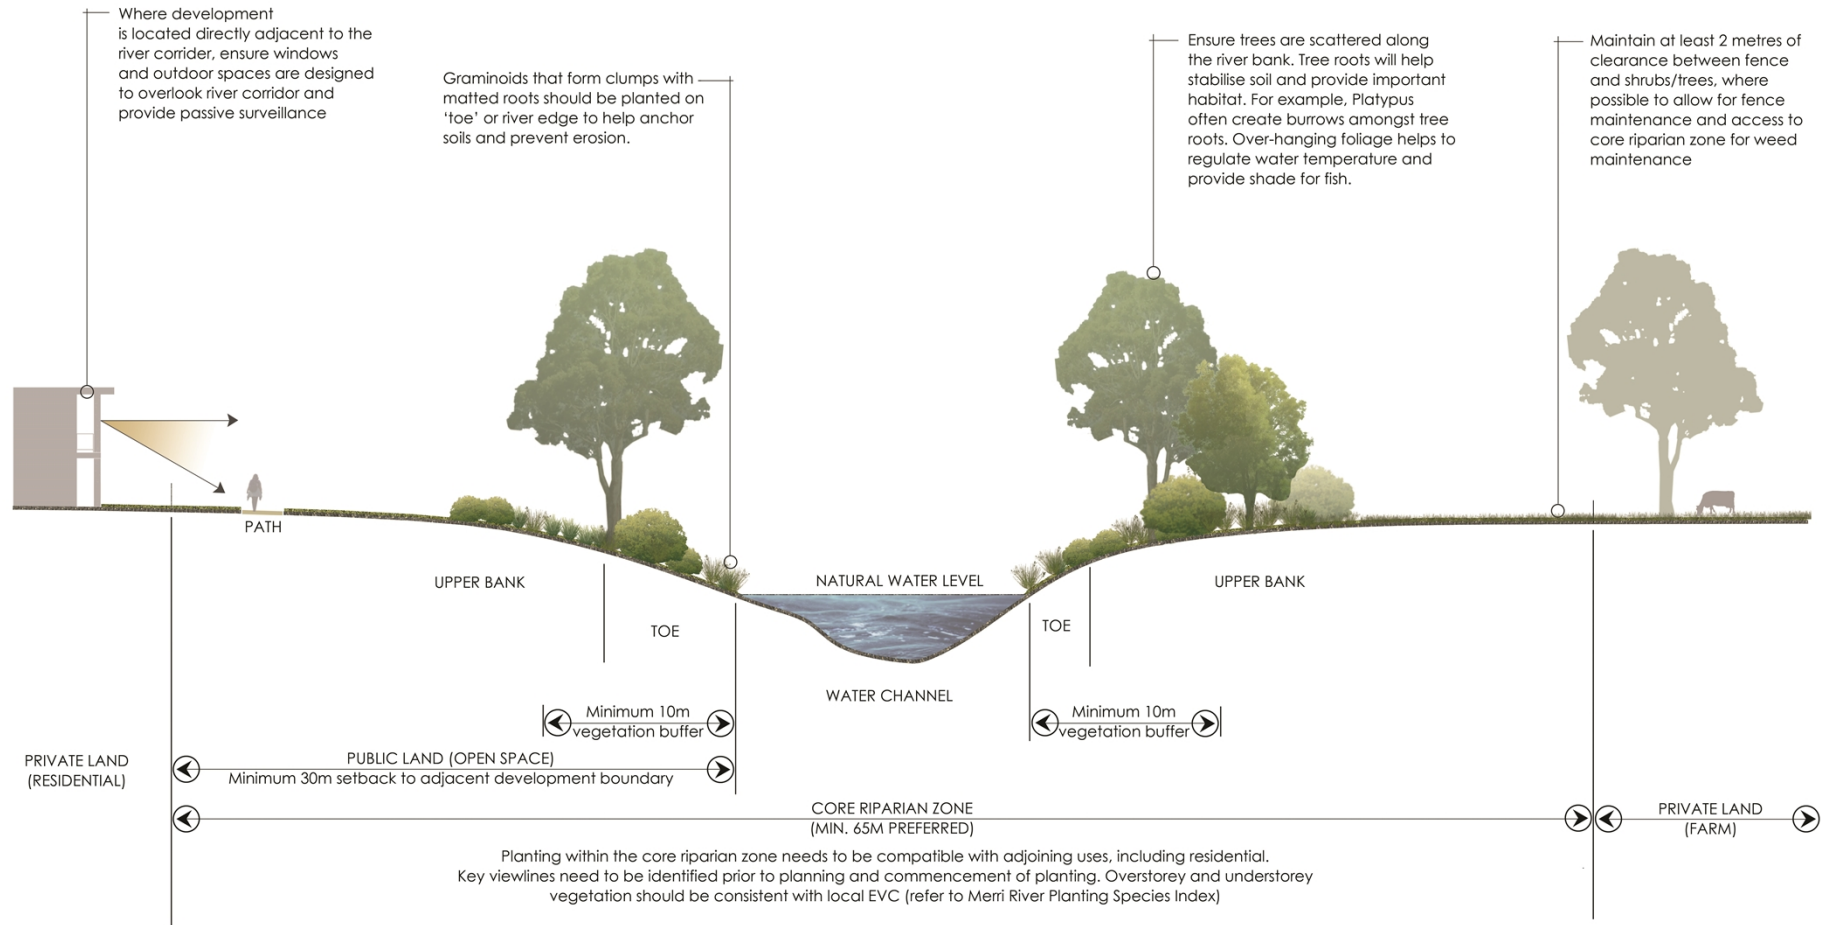 Where development
is located directly adjacent to the
river corrider, ensure windows
and outdoor spaces are designed
to overlook river corridor and
provide passive surveillance
Graminoids that form clumps with
matted roots should be planted on
‘toe’ or river edge to help anchor
soils and prevent erosion.
Ensure trees are scattered along
the river bank. Tree roots will help
stabilise soil and provide important
habitat. For example, Platypus
often create burrows amongst tree
roots. Over-hanging foliage helps to
regulate water temperature and
provide shade for fish.
Maintain at least 2 metres of
clearance between fence
and shrubs/trees, where
possible to allow for fence
maintenance and access to
core riparian zone for weed
maintenance
PATH
UPPER BANK
NATURAL WATER LEVEL
UPPER BANK
TOE
TOE
WATER CHANNEL
Minimum 10m
vegetation buffer
Minimum 10m
vegetation buffer
PRIVATE LAND
(RESIDENTIAL)
PUBLIC LAND (OPEN SPACE)
Minimum 30m setback to adjacent development boundary
CORE RIPARIAN ZONE
(MIN. 65M PREFERRED)
PRIVATE LAND
(FARM)
Planting within the core riparian zone needs to be compatible with adjoining uses, including residential.
Key viewlines need to be identified prior to planning and commencement of planting. Overstorey and understorey
vegetation should be consistent with local EVC (refer to Merri River Planting Species Index)